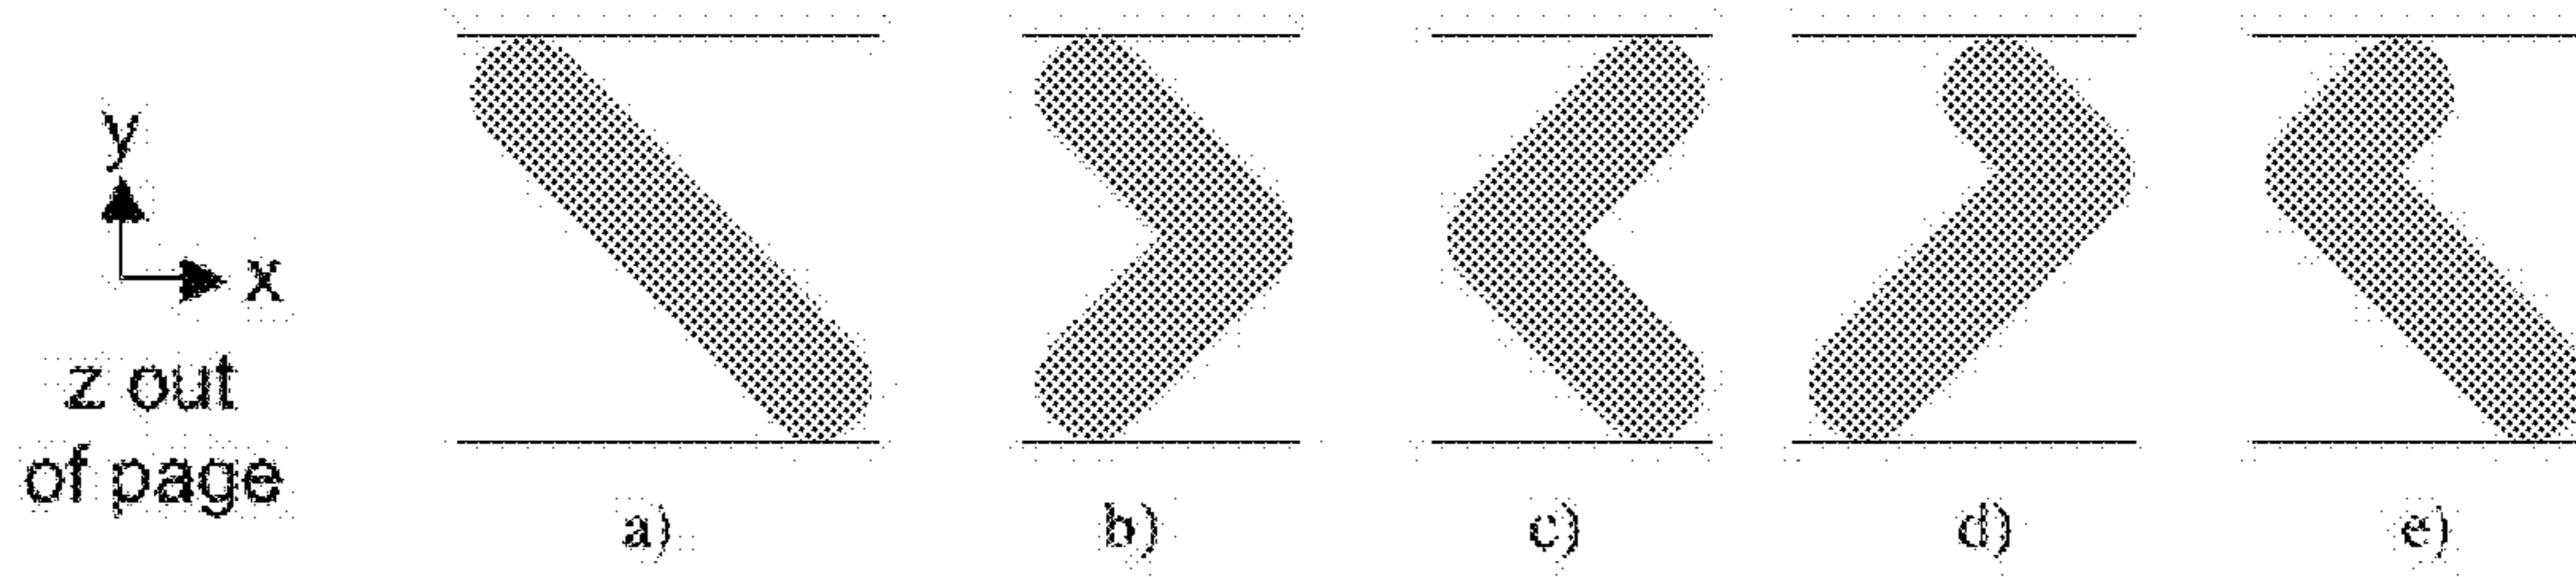 y
x
z out
of page
a) b) c) d) e)